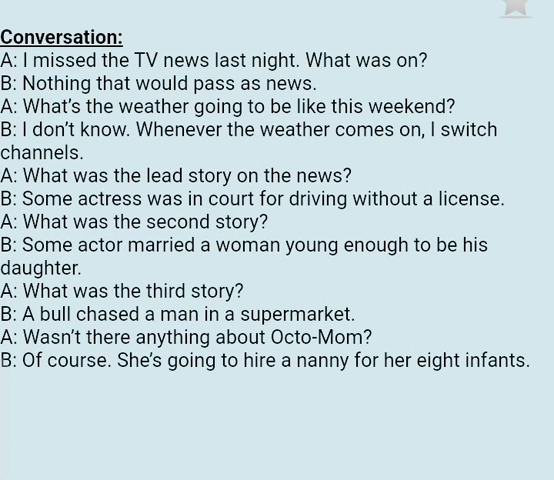 Conversation:
A: I missed the TV news last night. What was on?
B: Nothing that would pass as news.
A: What’s the weather going to be like this weekend?
B: I don’t know. Whenever the weather comes on, I switch
channels.
A: What was the lead story on the news?
B: Some actress was in court for driving without a license.
A: What was the second story?
B: Some actor married a woman young enough to be his
daughter.
A: What was the third story?
B: A bull chased a man in a supermarket.
A: Wasn’t there anything about Octo-Mom?
B: Of course. She’s going to hire a nanny for her eight infants.